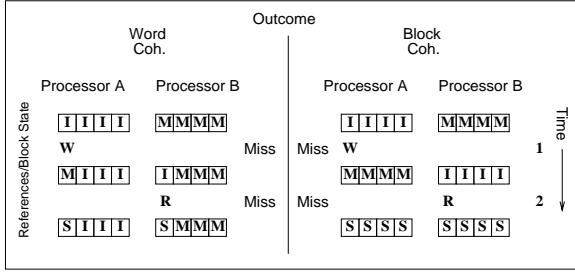 Outcome
Word Block
Coh. Coh.
Processor A Processor B Processor A Processor B
I I I I M M M M I I I I M M M M
W Miss Miss W 1
M I I I I M M M M M M M I I I I
R Miss Miss R 2
S I I I S M M M S S S S S S S S
References/Block State
Time